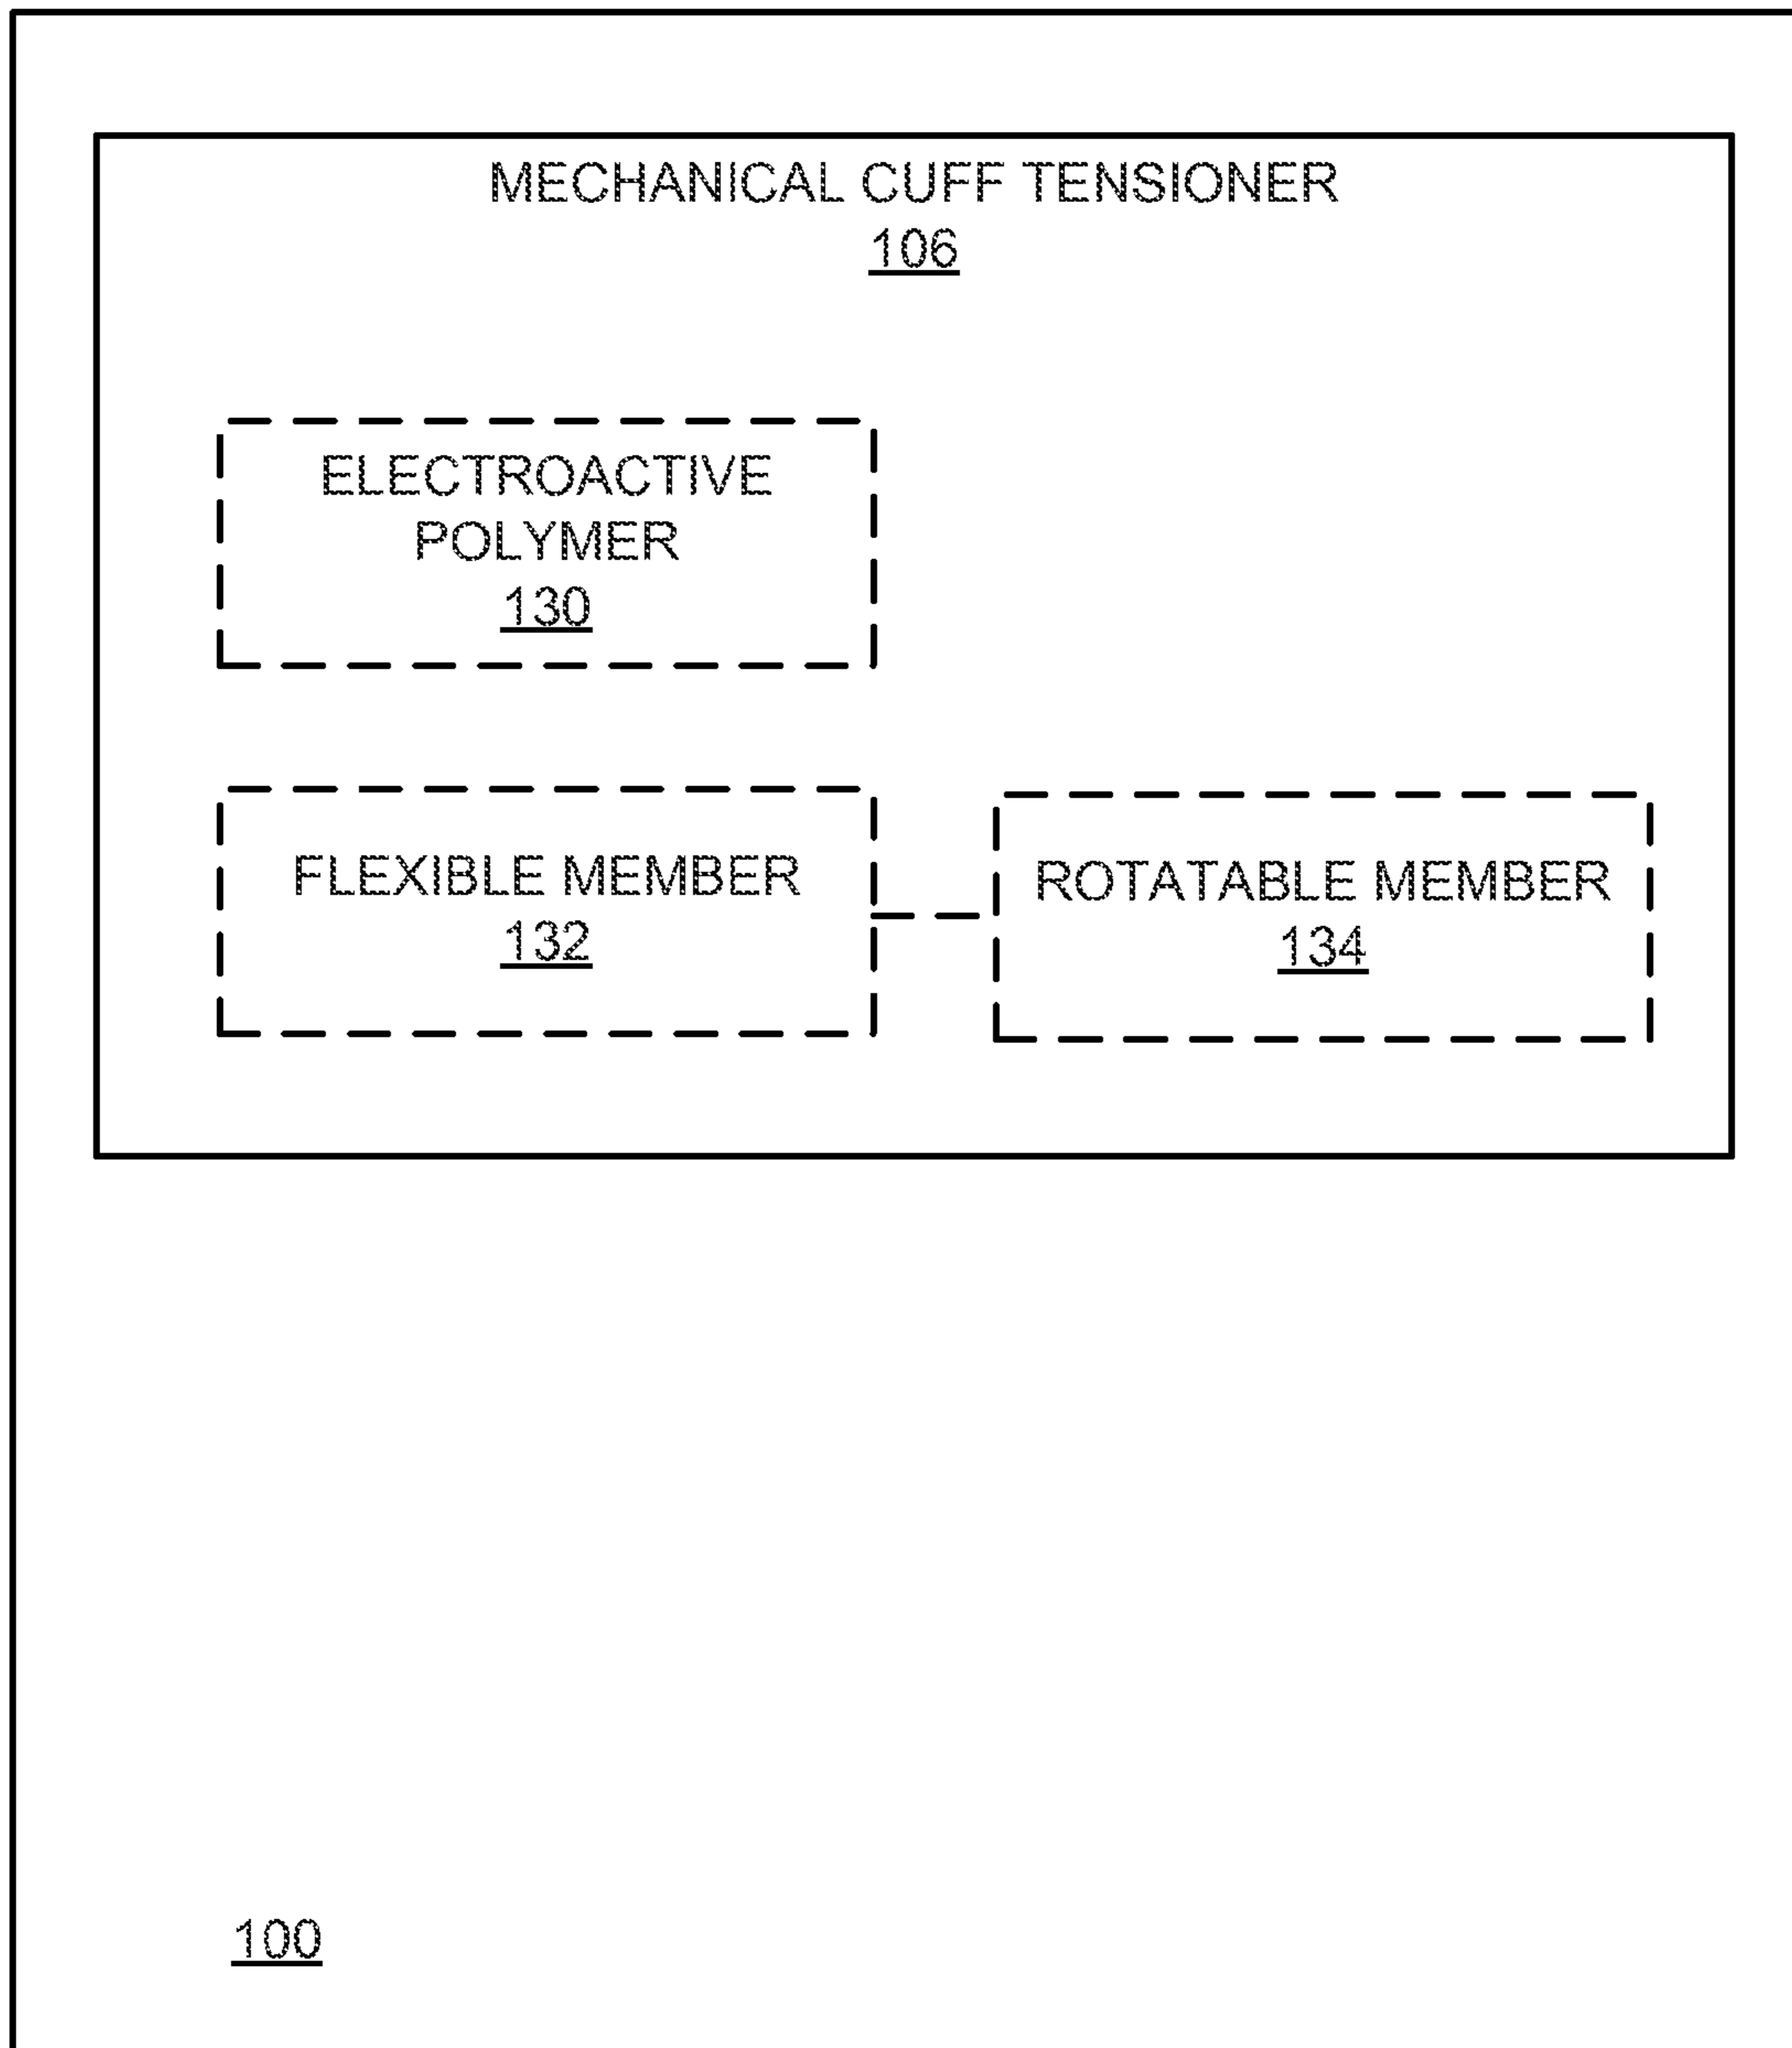 MECHANICAL CUFF TENSIONER
106
ELECTROACTIVE
POLYMER
130
FLEXIBLE MEMBER
132
ROTATABLE MEMBER
134
100